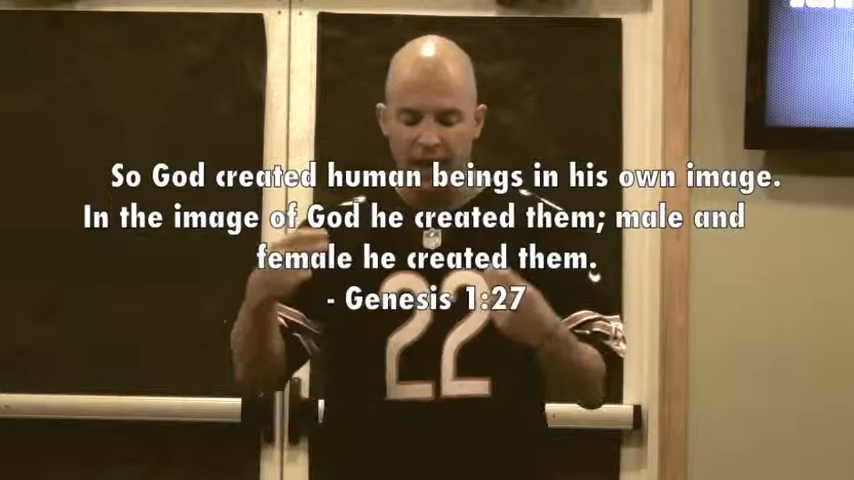 So God created human beings in his own image.
In the image of God he created them; male and
female he created them.
- Genesis 1:27
22